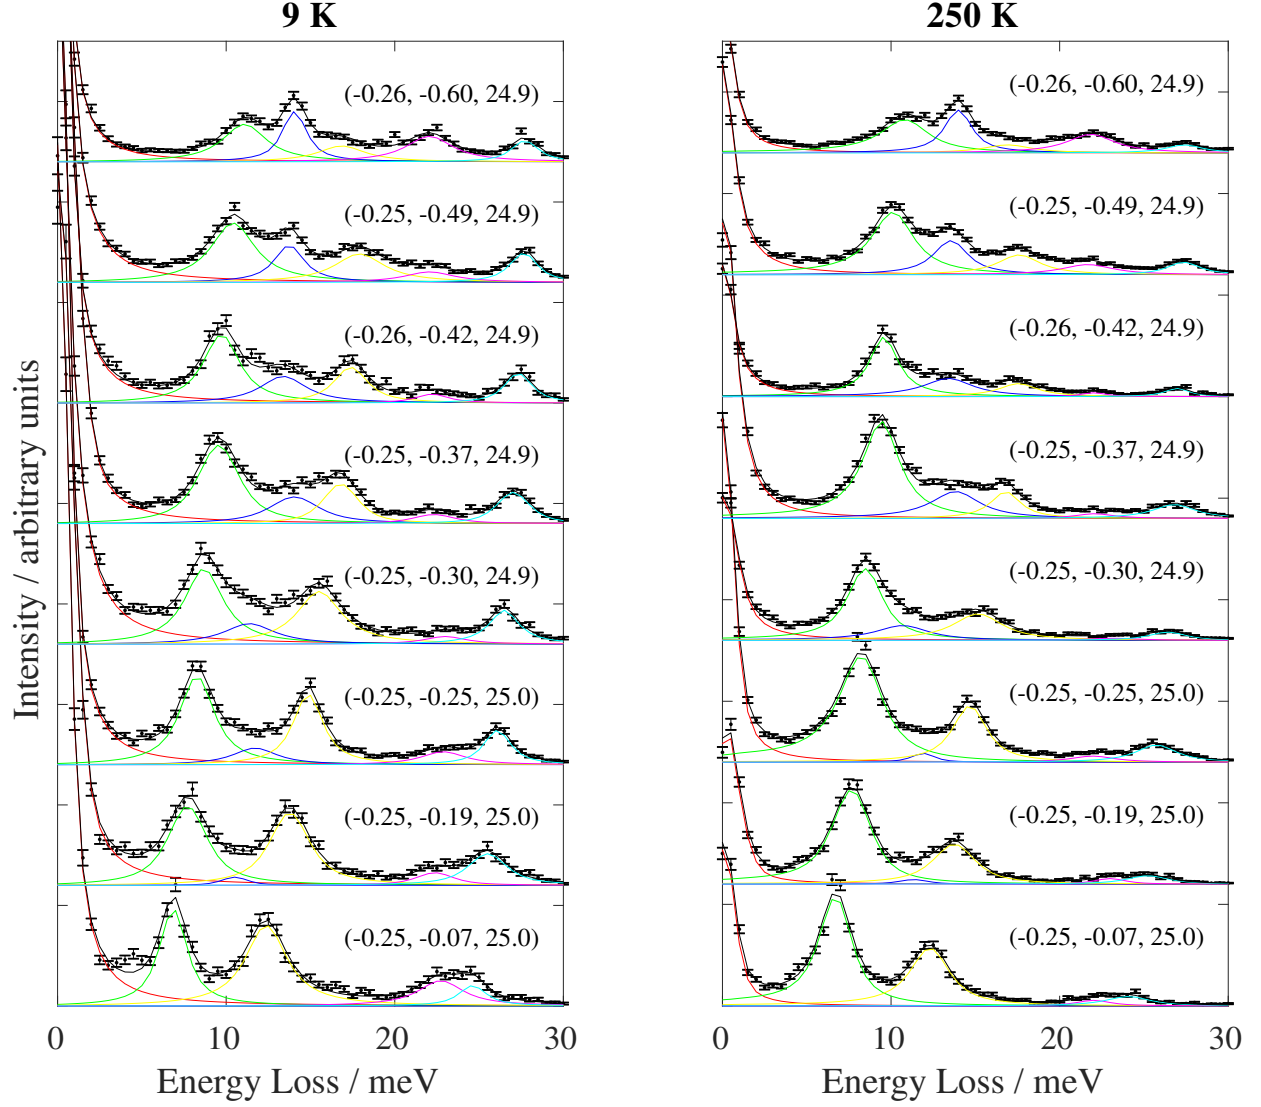 9 K
250 K
(-0.26, -0.60, 24.9)
(-0.25, -0.49, 24.9)
(-0.26, -0.42, 24.9)
(-0.25, -0.37, 24.9)
(-0.25, -0.30, 24.9)
(-0.25, -0.25, 25.0)
(-0.25, -0.19, 25.0)
(-0.25, -0.07, 25.0)
(-0.26, -0.60, 24.9)
(-0.25, -0.49, 24.9)
(-0.26, -0.42, 24.9)
(-0.25, -0.37, 24.9)
(-0.25, -0.30, 24.9)
(-0.25, -0.25, 25.0)
(-0.25, -0.19, 25.0)
(-0.25, -0.07, 25.0)
Intensity / arbitrary units
0 10 20 30
0 10 20 30
Energy Loss / meV
Energy Loss / meV